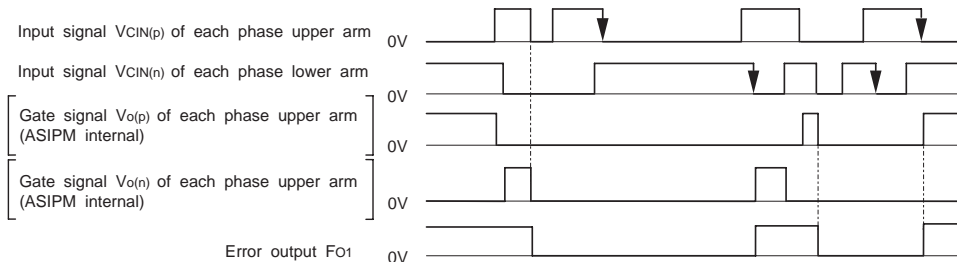 Input signal VCIN(p) of each phase upper arm
0V
Input signal VCIN(n) of each phase lower arm
0V
Gate signal Vo(p) of each phase upper arm
(ASIPM internal)
0V
Gate signal Vo(n) of each phase upper arm
(ASIPM internal)
0V
Error output FO1
0V